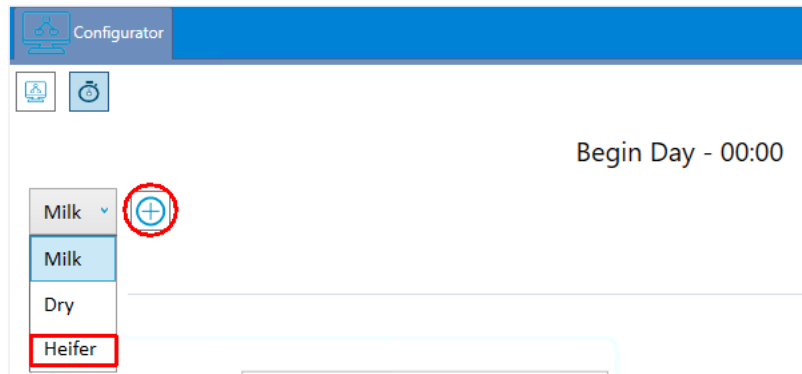 Configurator
Begin Day - 00:00
Milk
Milk
Dry
Heifer